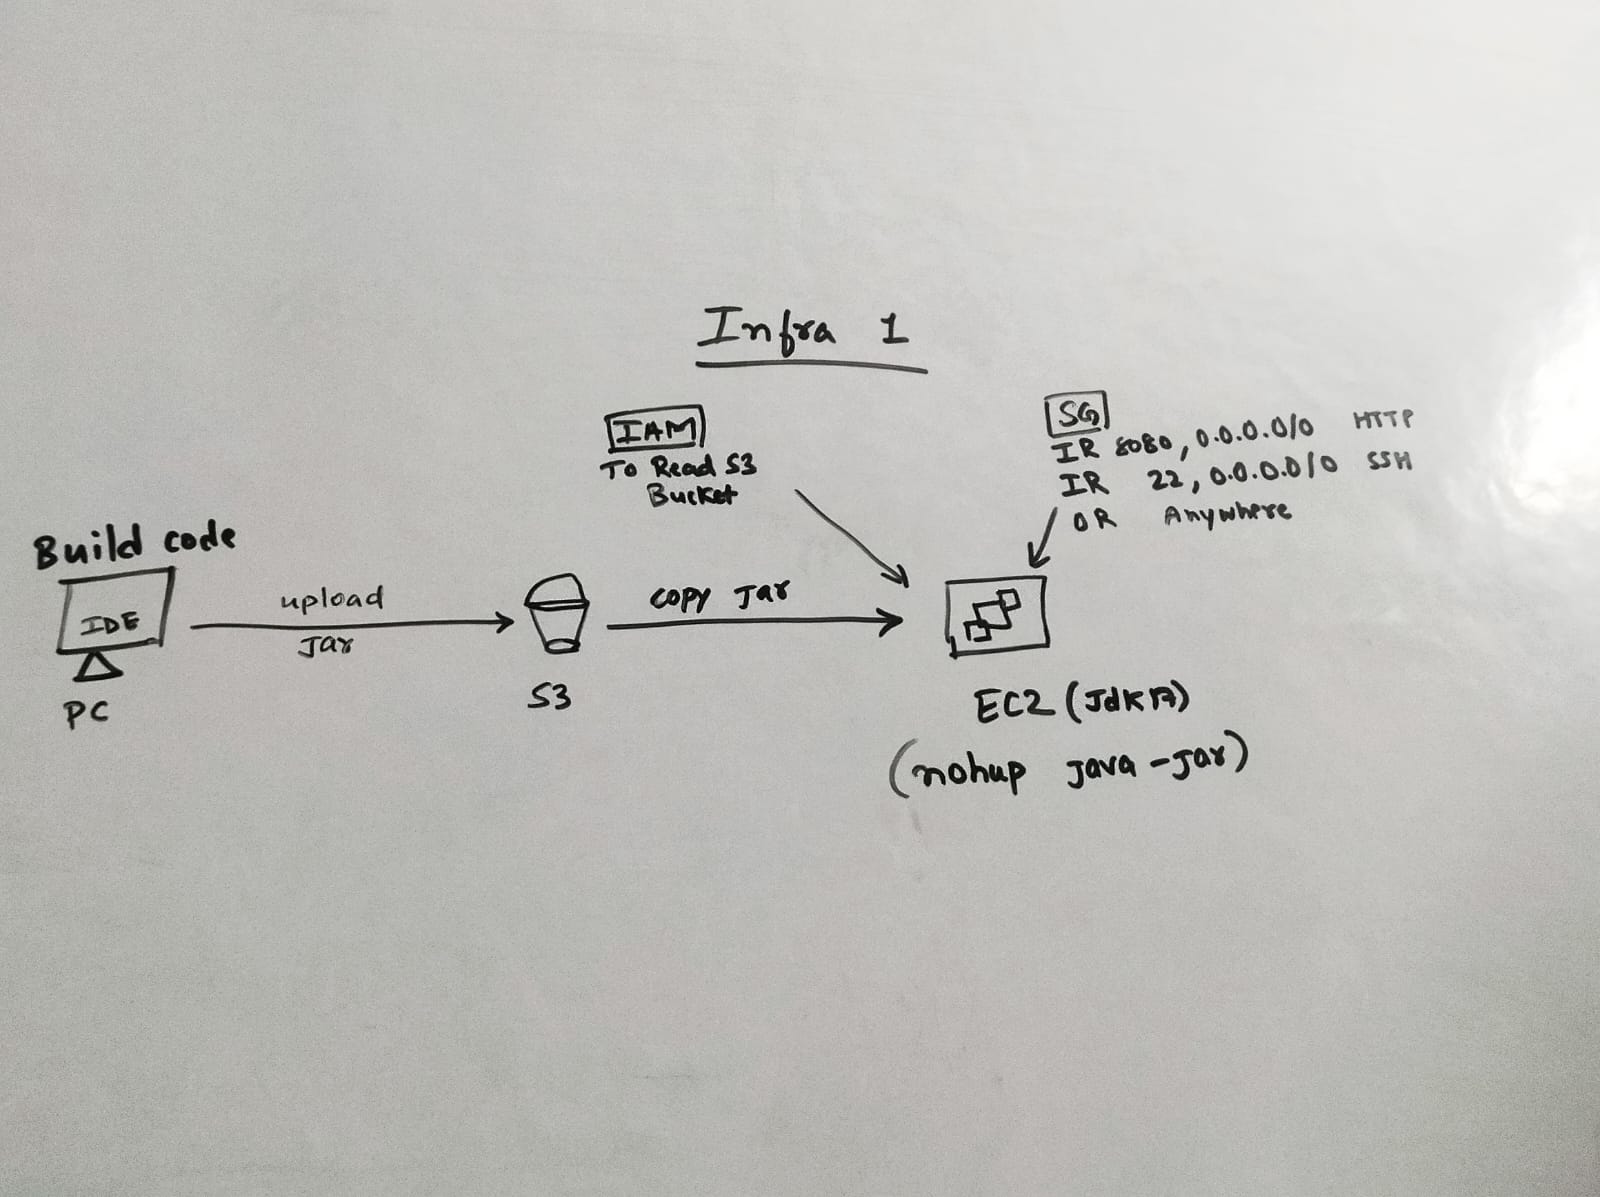 Infra 1
IAM
To Read S3
Bucket
SG
IR 8080, 0.0.0.0/0 HTTP
IR 22, 0.0.0.0/0 SSH
OR Anywhere
Build code
IDE
PC
upload
Jar
S3
copy Jar
EC2 (Jdk 17)
(nohup java -jar)